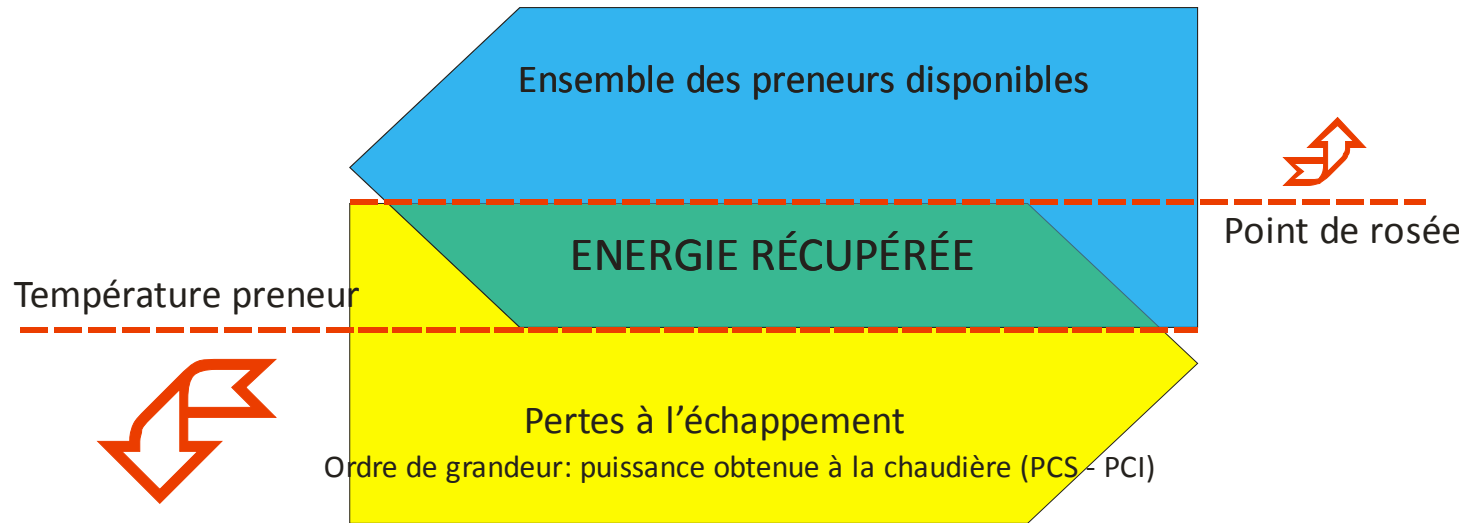 Ensemble des preneurs disponibles
Point de rosée
ENERGIE RÉCUPÉRÉE
Température preneur
Pertes à l’échappement
Ordre de grandeur: puissance obtenue à la chaudière (PCS - PCI)